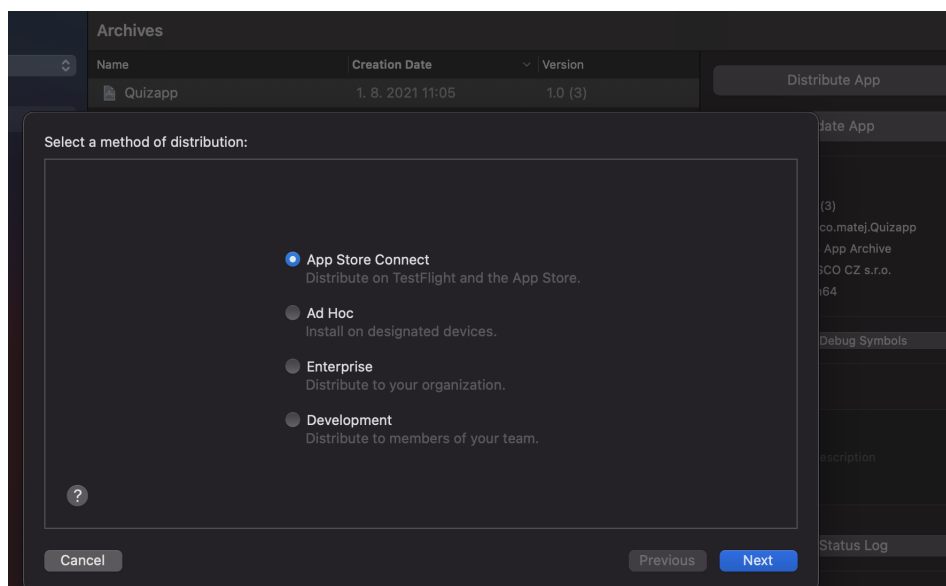 Archives
Name Creation Date Version
Quizapp 1. 8. 2021 11:05 1.0 (3)
Distribute App
date App
Select a method of distribution:
(3)
co.matej.Quizapp
App Archive
SCO CZ s.r.o.
64
Debug Symbols
escription
Status Log
App Store Connect
Distribute on TestFlight and the App Store.
Ad Hoc
Install on designated devices.
Enterprise
Distribute to your organization.
Development
Distribute to members of your team.
?
Cancel Previous Next